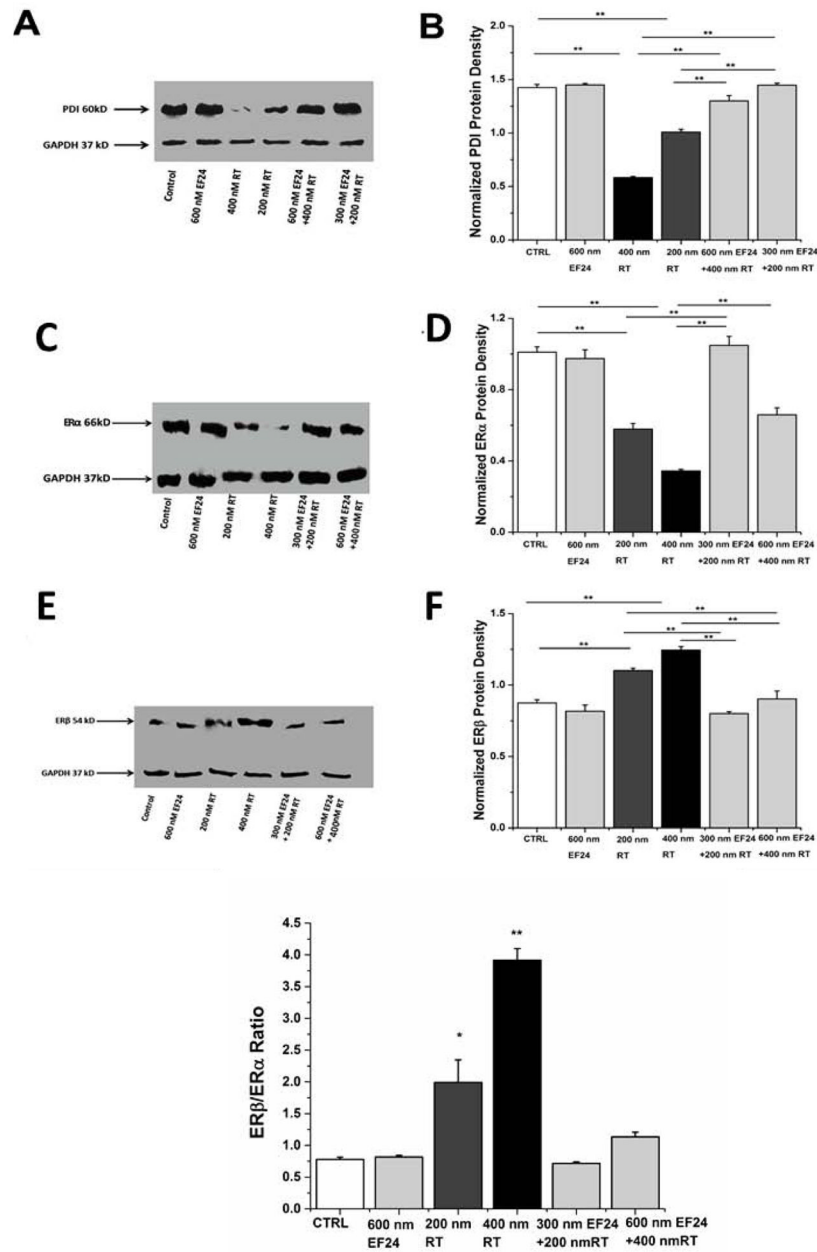 A
PDI 60kD
GAPDH 37 kD
Control
600 nM EF24
400 nM RT
200 nM RT
600 nM EF24
+400 nM RT
300 nM EF24
+200 nM RT
B
Normalized PDI Protein Density
2.0
1.5
1.0
0.5
0.0
**
**
**
**
**
**
CTRL
600 nm
EF24
400 nm
RT
200 nm
RT
600 nm EF24
+400 nm RT
300 nm EF24
+200 nm RT
C
ERα 66kD
GAPDH 37kD
Control
600 nM EF24
200 nM RT
400 nM RT
300 nM EF24
+200 nM RT
600 nM EF24
+400 nM RT
D
Normalized ERα Protein Density
1.2
0.8
0.4
0.0
**
**
**
**
**
CTRL
600 nm
EF24
200 nm
RT
400 nm
RT
300 nm EF24
+200 nm RT
600 nm EF24
+400 nm RT
E
ERβ 54 kD
GAPDH 37 kD
Control
600 nM EF24
200 nM RT
400 nM RT
300 nM EF24
+ 200 nM RT
600 nM EF24
+ 400nM RT
F
Normalized ERβ Protein Density
1.5
1.0
0.5
0.0
**
**
**
**
**
**
CTRL
600 nm
EF24
200 nm
RT
400 nm
RT
300 nm EF24
+200 nm RT
600 nm EF24
+400 nm RT
ERβ/ERα Ratio
4.5
4.0
3.5
3.0
2.5
2.0
1.5
1.0
0.5
0.0
*
**
CTRL
600 nm
EF24
200 nm
RT
400 nm
RT
300 nm EF24
+200 nmRT
600 nm EF24
+400 nmRT